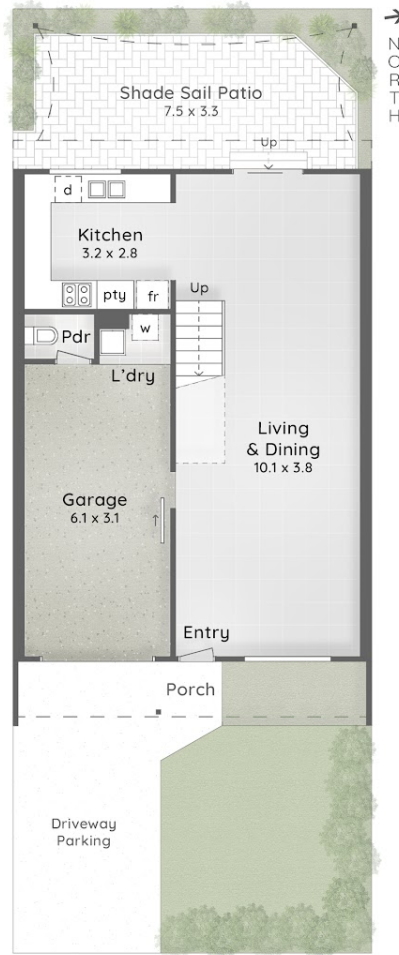 Shade Sail Patio
7.5 x 3.3
N
O
R
T
H
Up
d
Kitchen
3.2 x 2.8
pty
fr
Up
Pdr
w
L'dry
Living
& Dining
10.1 x 3.8
Garage
6.1 x 3.1
Entry
Porch
Driveway
Parking